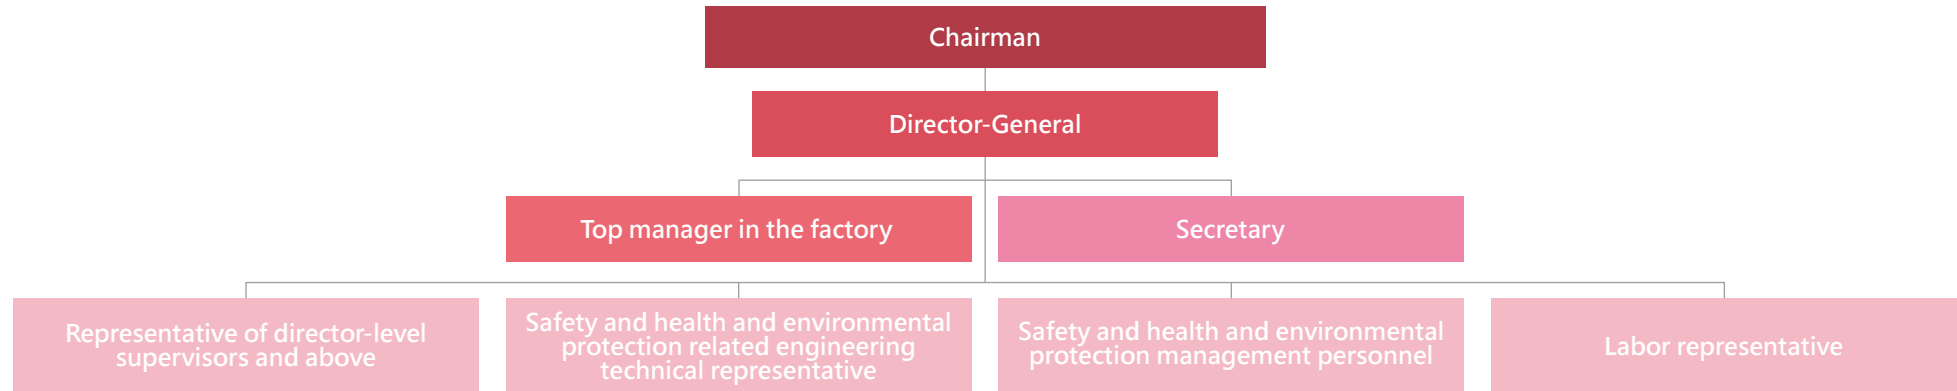 Chairman
Director-General
Top manager in the factory
Secretary
Representative of director-level
supervisors and above
Safety and health and environmental
protection related engineering
technical representative
Safety and health and environmental
protection management personnel
Labor representative